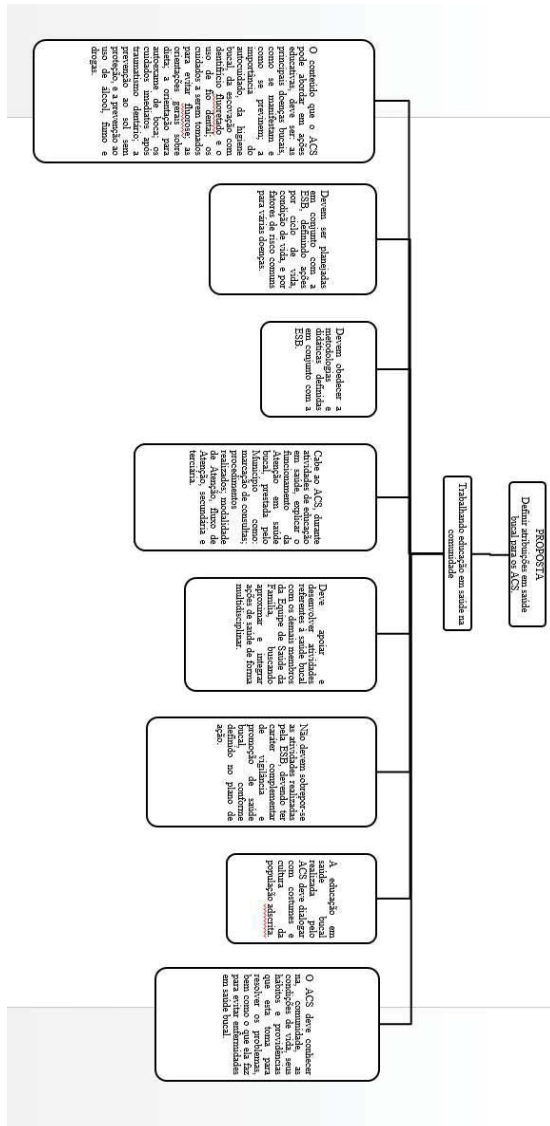 PROPOSTA
Definir atribuições em saúde
bucal para os ACS
Trabalhando educação em saúde na
comunidade
O conteúdo que o ACS
pode abordar em ações
educativas, deve ser: as
principais doenças bucais,
como se manifestam e
como se previnem; a
importância do
autocuidado, da higiene
bucal, da escovação com
dentifrício fluoretado e o
uso de fio dental; os
cuidados a serem tomados
para evitar fluorose; as
orientações gerais sobre
dieta; a orientação para
autoexame de boca; os
cuidados imediatos após
traumatismo dentário; a
prevenção ao sol sem
proteção, e a prevenção ao
uso de álcool, fumo e
drogas.
Devem ser planejadas
em conjunto com a
ESB, definindo ações
por ciclo de vida,
condição de vida, e por
fatores de risco comuns
para várias doenças.
Devem obedecer a
metodologias e
didáticas definidas
em conjunto com a
ESB.
Cabe ao ACS, durante
atividades de educação
em saúde, explicar o
funcionamento da
Atenção em saúde
bucal, prestada pelo
Município como:
marcação de consultas;
procedimentos
realizados; modalidade
de Atenção, fluxo de
Atenção, secundária e
terciária.
Deve apoiar e
desenvolver atividades
referentes à saúde bucal
com os demais membros
da Equipe de Saúde da
Família, buscando
aproximar e integrar
ações de saúde de forma
multidisciplinar.
Não devem sobrepor-se
as atividades realizadas
pela ESB, devendo ter
caráter complementar
de vigilância e
promoção de saúde
bucal, conforme
definido no plano de
ação.
A educação em
saúde bucal
realizada pelo
ACS deve dialogar
com costumes e
cultura da
população adscrita.
O ACS deve conhecer
na, comunidade, as
condições de vida, seus
hábitos e providências
que esta toma para
resolver os problemas,
bem como o que ela faz
para evitar enfermidades
em saúde bucal.